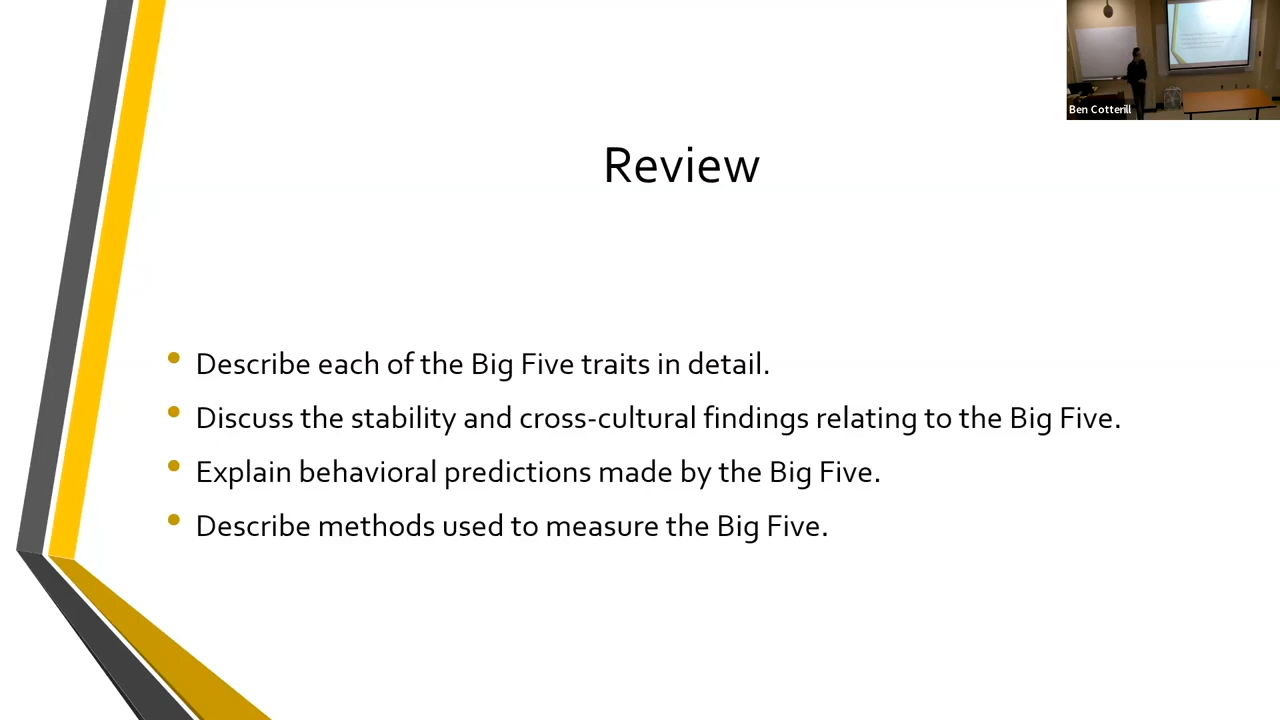 Ben Cotterill
Review
Describe each of the Big Five traits in detail.
Discuss the stability and cross-cultural findings relating to the Big Five.
Explain behavioral predictions made by the Big Five.
Describe methods used to measure the Big Five.